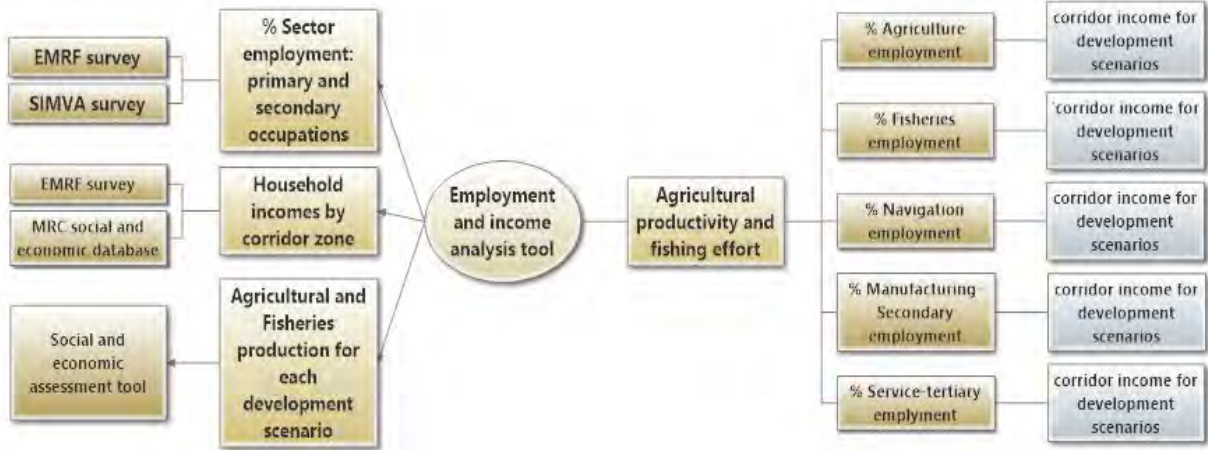 EMRF survey
SIMVA survey
% Sector
employment:
primary and
secondary
occupations
EMRF survey
MRC social and
economic database
Household
incomes by
corridor zone
Social and
economic
assessment tool
Agricultural and
Fisheries
production for
each
development
scenario
Employment
and income
analysis tool
Agricultural
productivity and
fishing effort
% Agriculture
employment
corridor income for
development
scenarios
% Fisheries
employment
corridor income for
development
scenarios
% Navigation
employment
corridor income for
development
scenarios
% Manufacturing-
Secondary
employment
corridor income for
development
scenarios
% Service-tertiary
emplyment
corridor income for
development
scenarios